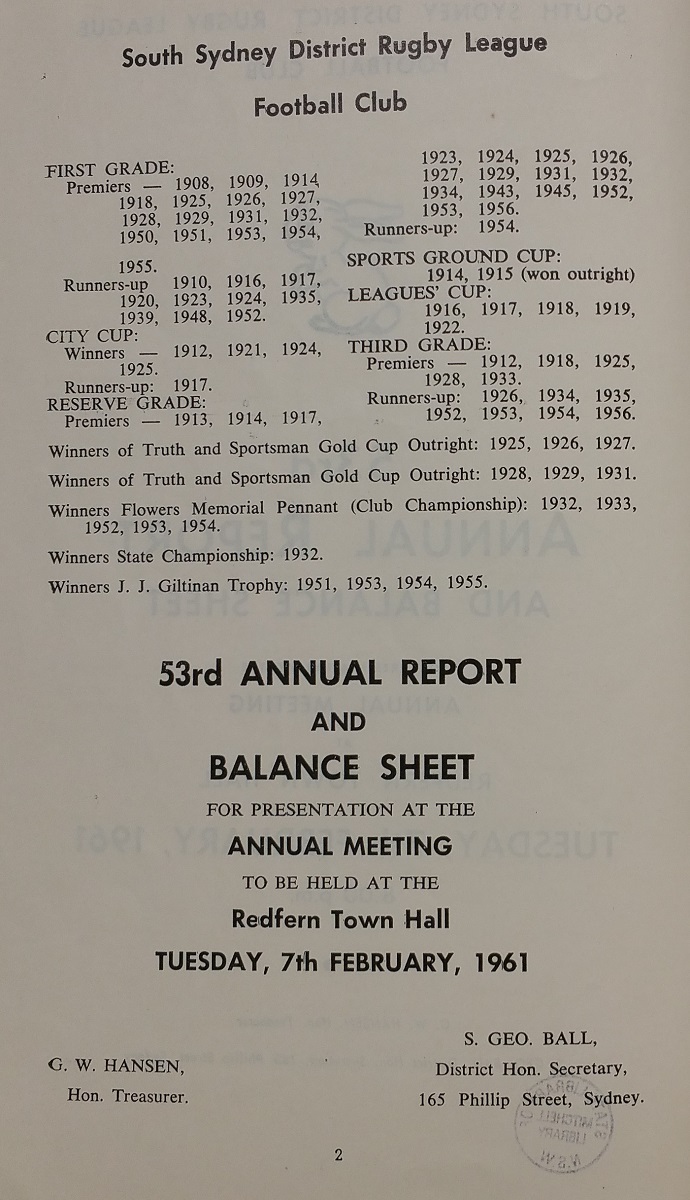 South Sydney District Rugby League
Football Club
FIRST GRADE:
Premiers — 1908, 1909, 1914,
1918, 1925, 1926, 1927,
1928, 1929, 1931, 1932,
1950, 1951, 1953, 1954,
1955.
Runners-up 1910, 1916, 1917,
1920, 1923, 1924, 1935,
1939, 1948, 1952.
CITY CUP:
Winners — 1912, 1921, 1924,
1925.
Runners-up: 1917.
RESERVE GRADE:
Premiers — 1913, 1914, 1917,
1923, 1924, 1925, 1926,
1927, 1929, 1931, 1932,
1934, 1943, 1945, 1952,
1953, 1956.
Runners-up: 1954.
SPORTS GROUND CUP:
1914, 1915 (won outright)
LEAGUES' CUP:
1916, 1917, 1918, 1919,
1922.
THIRD GRADE:
Premiers — 1912, 1918, 1925,
1928, 1933.
Runners-up: 1926, 1934, 1935,
1952, 1953, 1954, 1956.
Winners of Truth and Sportsman Gold Cup Outright: 1925, 1926, 1927.
Winners of Truth and Sportsman Gold Cup Outright: 1928, 1929, 1931.
Winners Flowers Memorial Pennant (Club Championship): 1932, 1933,
1952, 1953, 1954.
Winners State Championship: 1932.
Winners J. J. Giltinan Trophy: 1951, 1953, 1954, 1955.
53rd ANNUAL REPORT
AND
BALANCE SHEET
FOR PRESENTATION AT THE
ANNUAL MEETING
TO BE HELD AT THE
Redfern Town Hall
TUESDAY, 7th FEBRUARY, 1961
G. W. HANSEN,
Hon. Treasurer.
S. GEO. BALL,
District Hon. Secretary,
165 Phillip Street, Sydney.
2